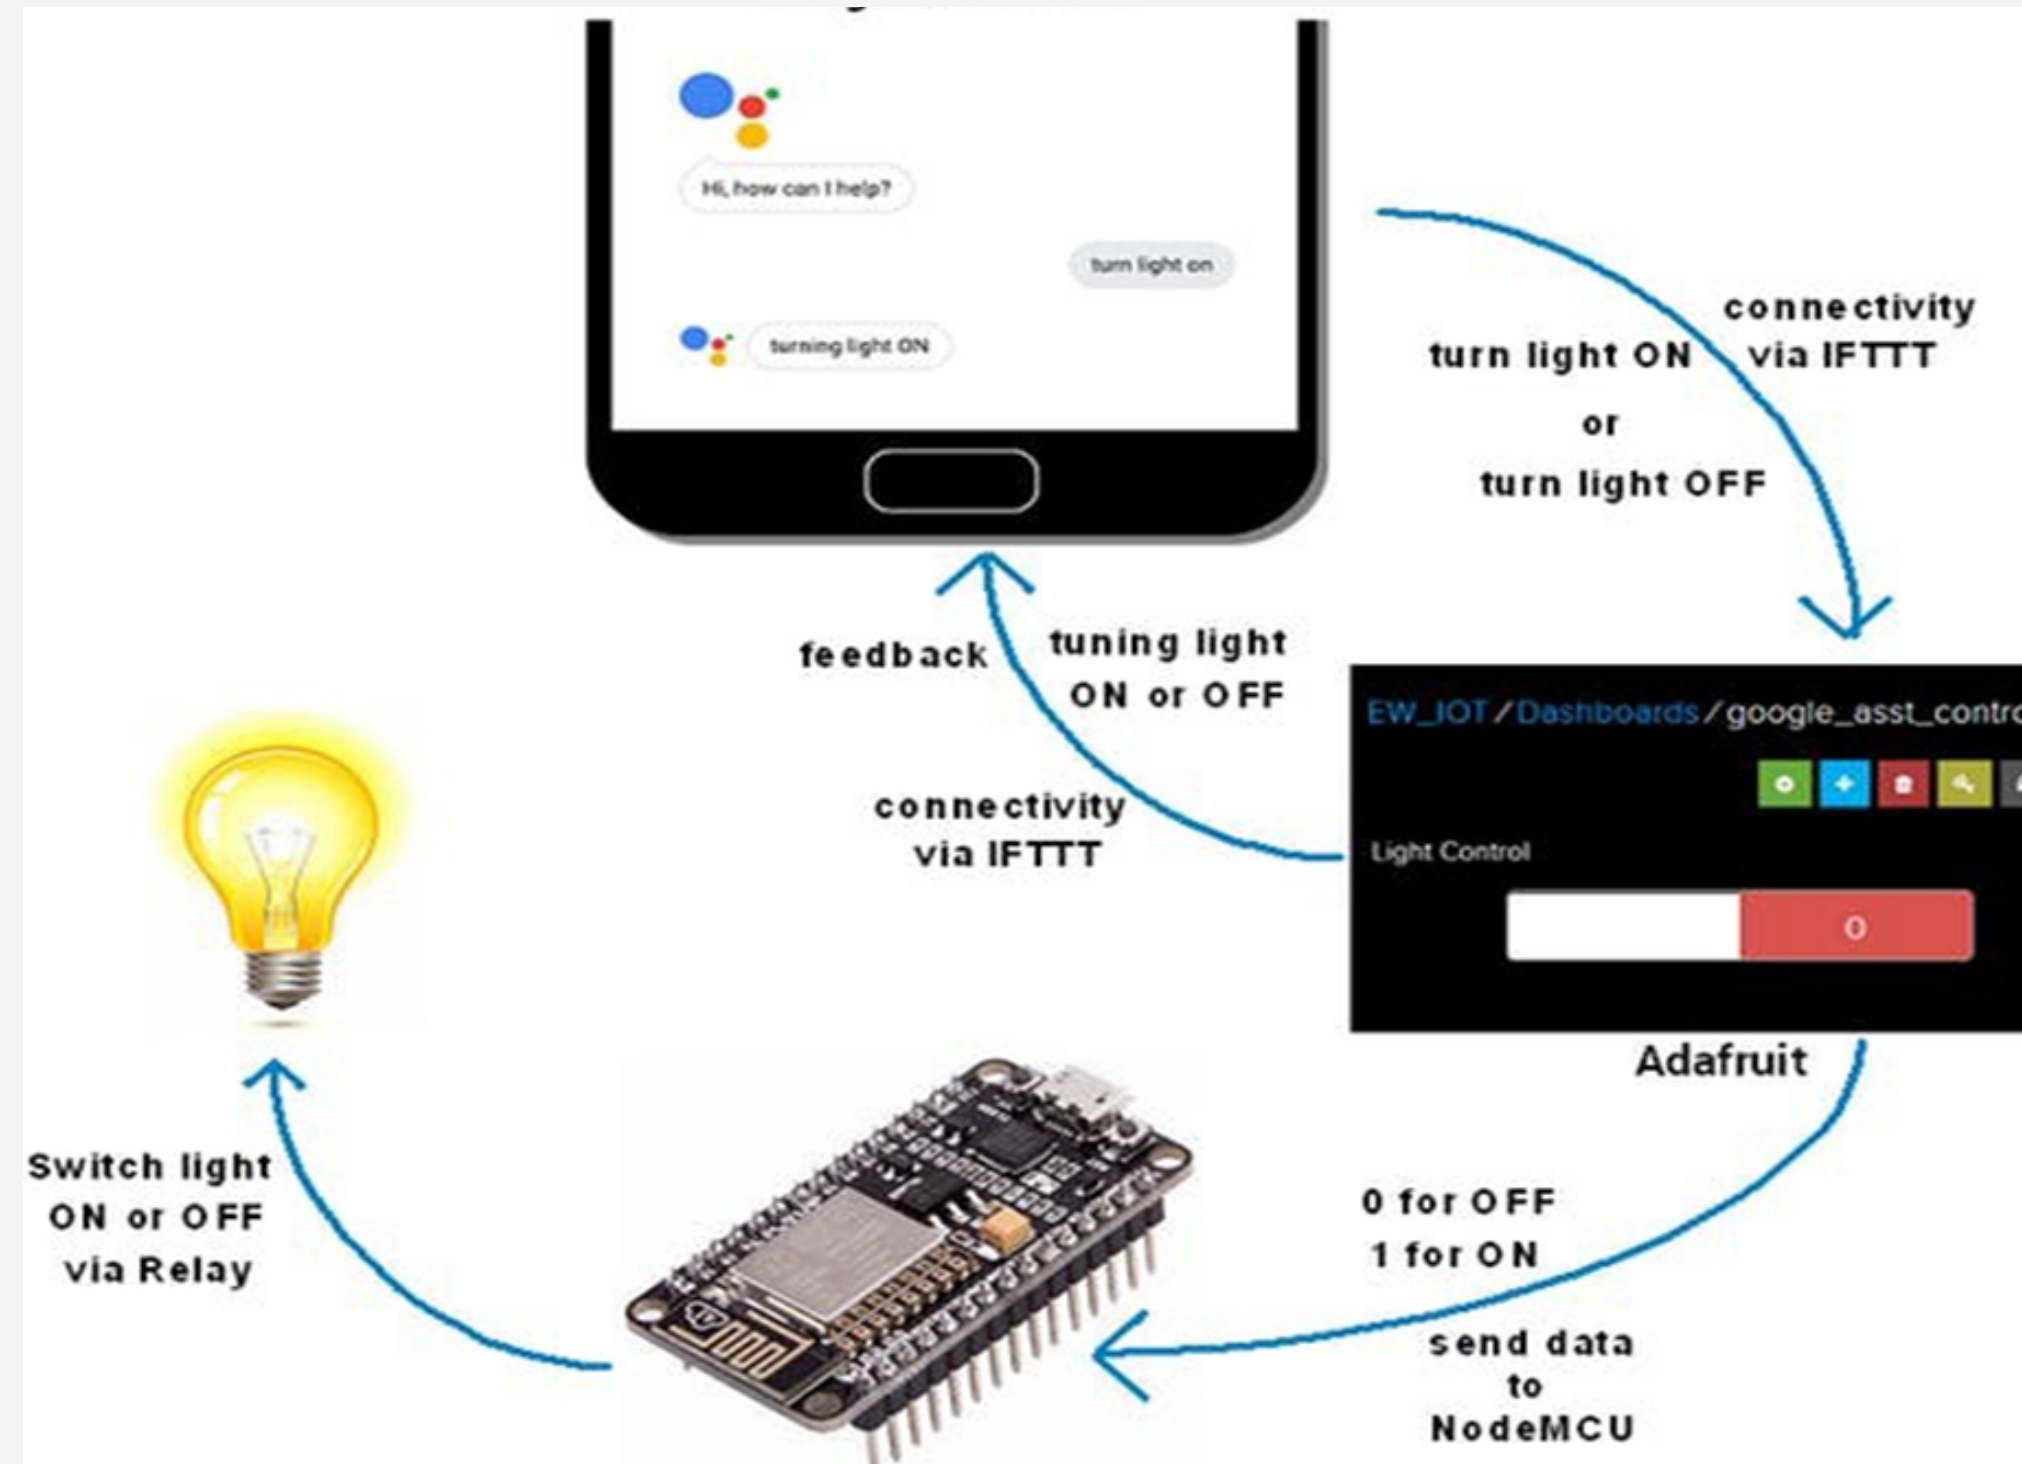 Hi, how can I help?
turn light on
turning light ON
connectivity
via IFTTT
turn light ON
or
turn light OFF
feedback
tuning light
ON or OFF
connectivity
via IFTTT
EW_IOT/Dashboards/google_asst_contro
Light Control
0
Adafruit
Switch light
ON or OFF
via Relay
0 for OFF
1 for ON
send data
to
NodeMCU